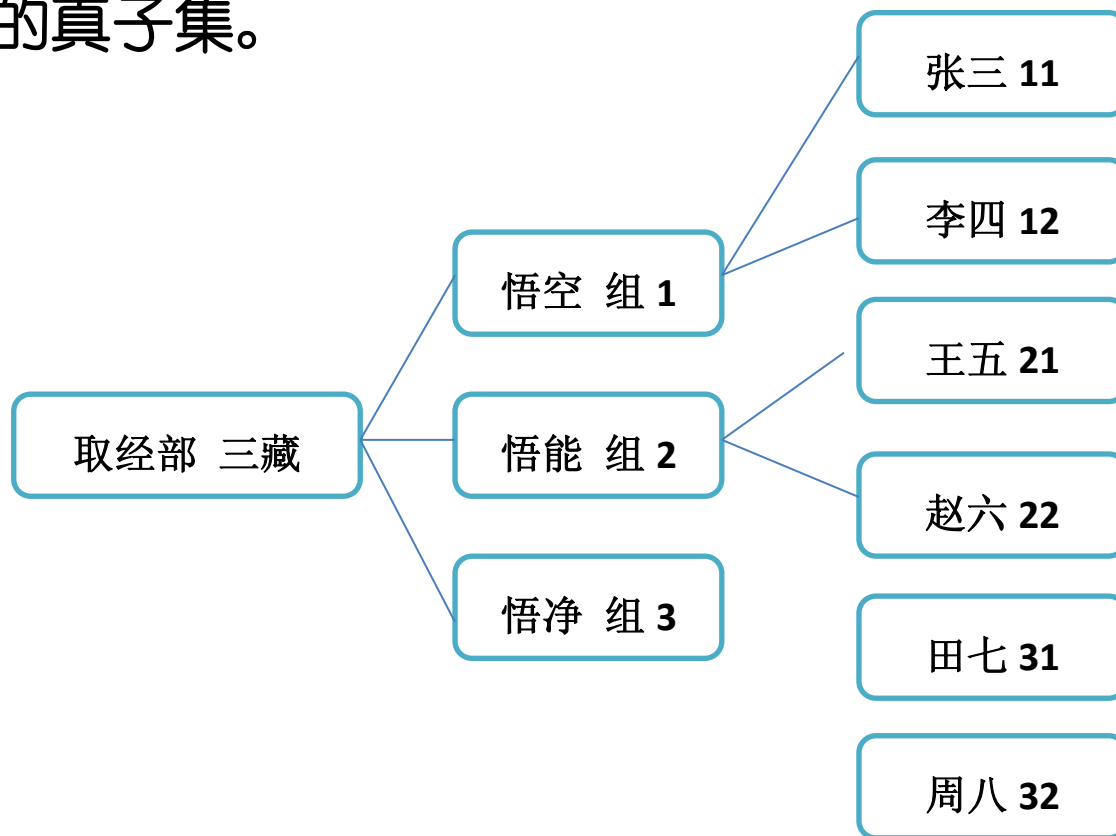 的真子集。
张三 11
李四 12
悟空 组 1
王五 21
取经部 三藏
悟能 组 2
赵六 22
悟净 组 3
田七 31
周八 32